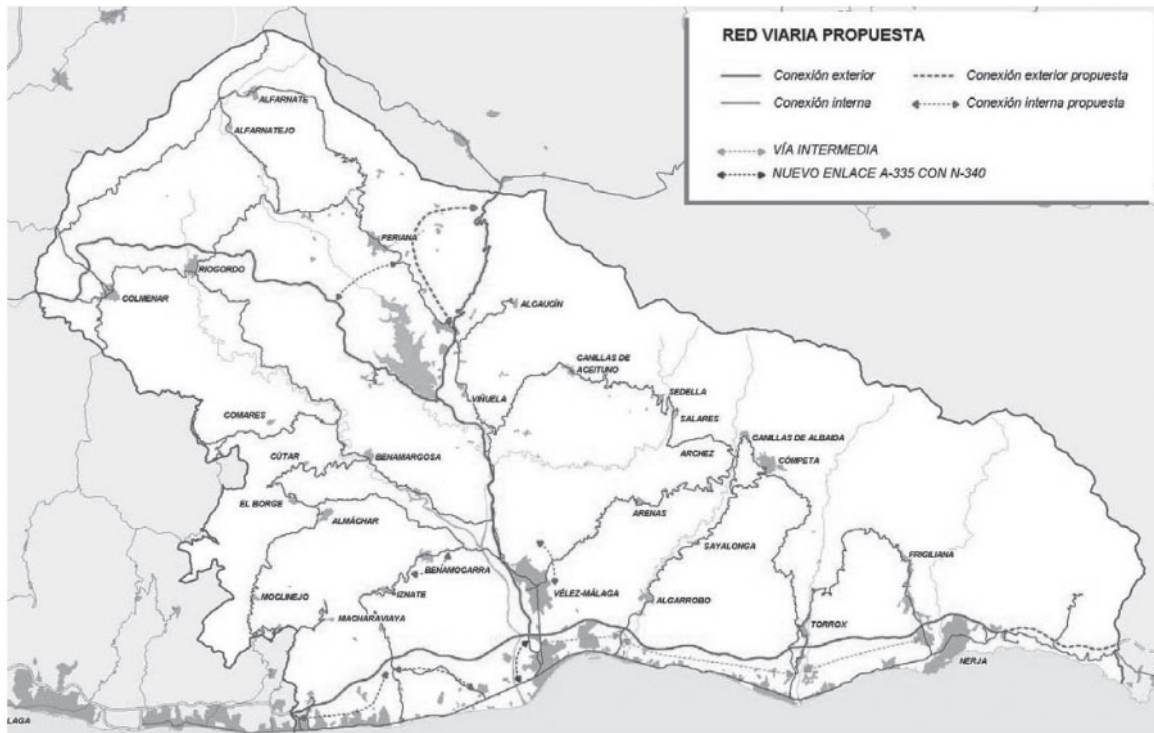 RED VIARIA PROPUESTA
Conexión exterior
Conexión exterior propuesta
Conexión interna
Conexión interna propuesta
VÍA INTERMEDIA
NUEVO ENLACE A-335 CON N-340
ALFARNATE
ALFARNATEJO
PERIANA
RIOGORDO
COLMENAR
ALCAUCÍN
CANILLAS DE
ACEITUNO
SEDELLA
VIÑUELA
SALARES
COMARES
CANILLAS DE ALBAIDA
CÚTAR
BENAMARGOSA
ARCHEZ
CÓMPETA
EL BORGE
ALMÁCHAR
ARENAS
SAYALONGA
FRIGILIANA
BENAMOCARRA
IZNATE
VÉLEZ-MÁLAGA
ALGARROBO
MOCLINEJO
MACHARAVIAYA
TORROX
NERJA
LAGA